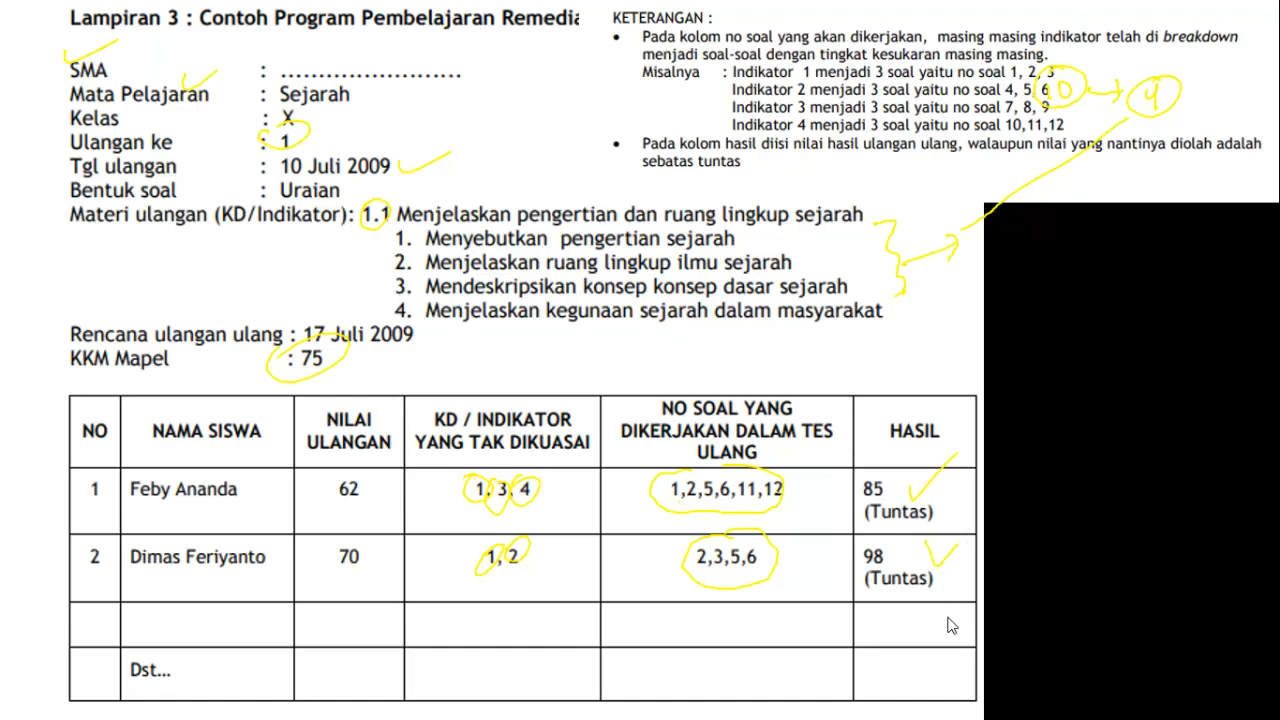 Lampiran 3 : Contoh Program Pembelajaran Remedia
SMA : ........................
Mata Pelajaran : Sejarah
Kelas : X
Ulangan ke : 1
Tgl ulangan : 10 Juli 2009
Bentuk soal : Uraian
Materi ulangan (KD/Indikator): 1.1 Menjelaskan pengertian dan ruang lingkup sejarah
1. Menyebutkan pengertian sejarah
2. Menjelaskan ruang lingkup ilmu sejarah
3. Mendeskripsikan konsep konsep dasar sejarah
4. Menjelaskan kegunaan sejarah dalam masyarakat
Rencana ulangan ulang : 17 Juli 2009
KKM Mapel : 75
KETERANGAN :
• Pada kolom no soal yang akan dikerjakan, masing masing indikator telah di breakdown
menjadi soal-soal dengan tingkat kesukaran masing masing.
Misalnya : Indikator 1 menjadi 3 soal yaitu no soal 1, 2, 3
Indikator 2 menjadi 3 soal yaitu no soal 4, 5, 6
Indikator 3 menjadi 3 soal yaitu no soal 7, 8, 9
Indikator 4 menjadi 3 soal yaitu no soal 10,11,12
10 4
• Pada kolom hasil diisi nilai hasil ulangan ulang, walaupun nilai yang nantinya diolah adalah
sebatas tuntas
NO NAMA SISWA NILAI ULANGAN KD / INDIKATOR YANG TAK DIKUASAI NO SOAL YANG DIKERJAKAN DALAM TES ULANG HASIL
1 Feby Ananda 62 1, 3, 4 1,2,5,6,11,12 85 (Tuntas)
2 Dimas Feriyanto 70 1, 2 2,3,5,6 98 (Tuntas)
Dst...